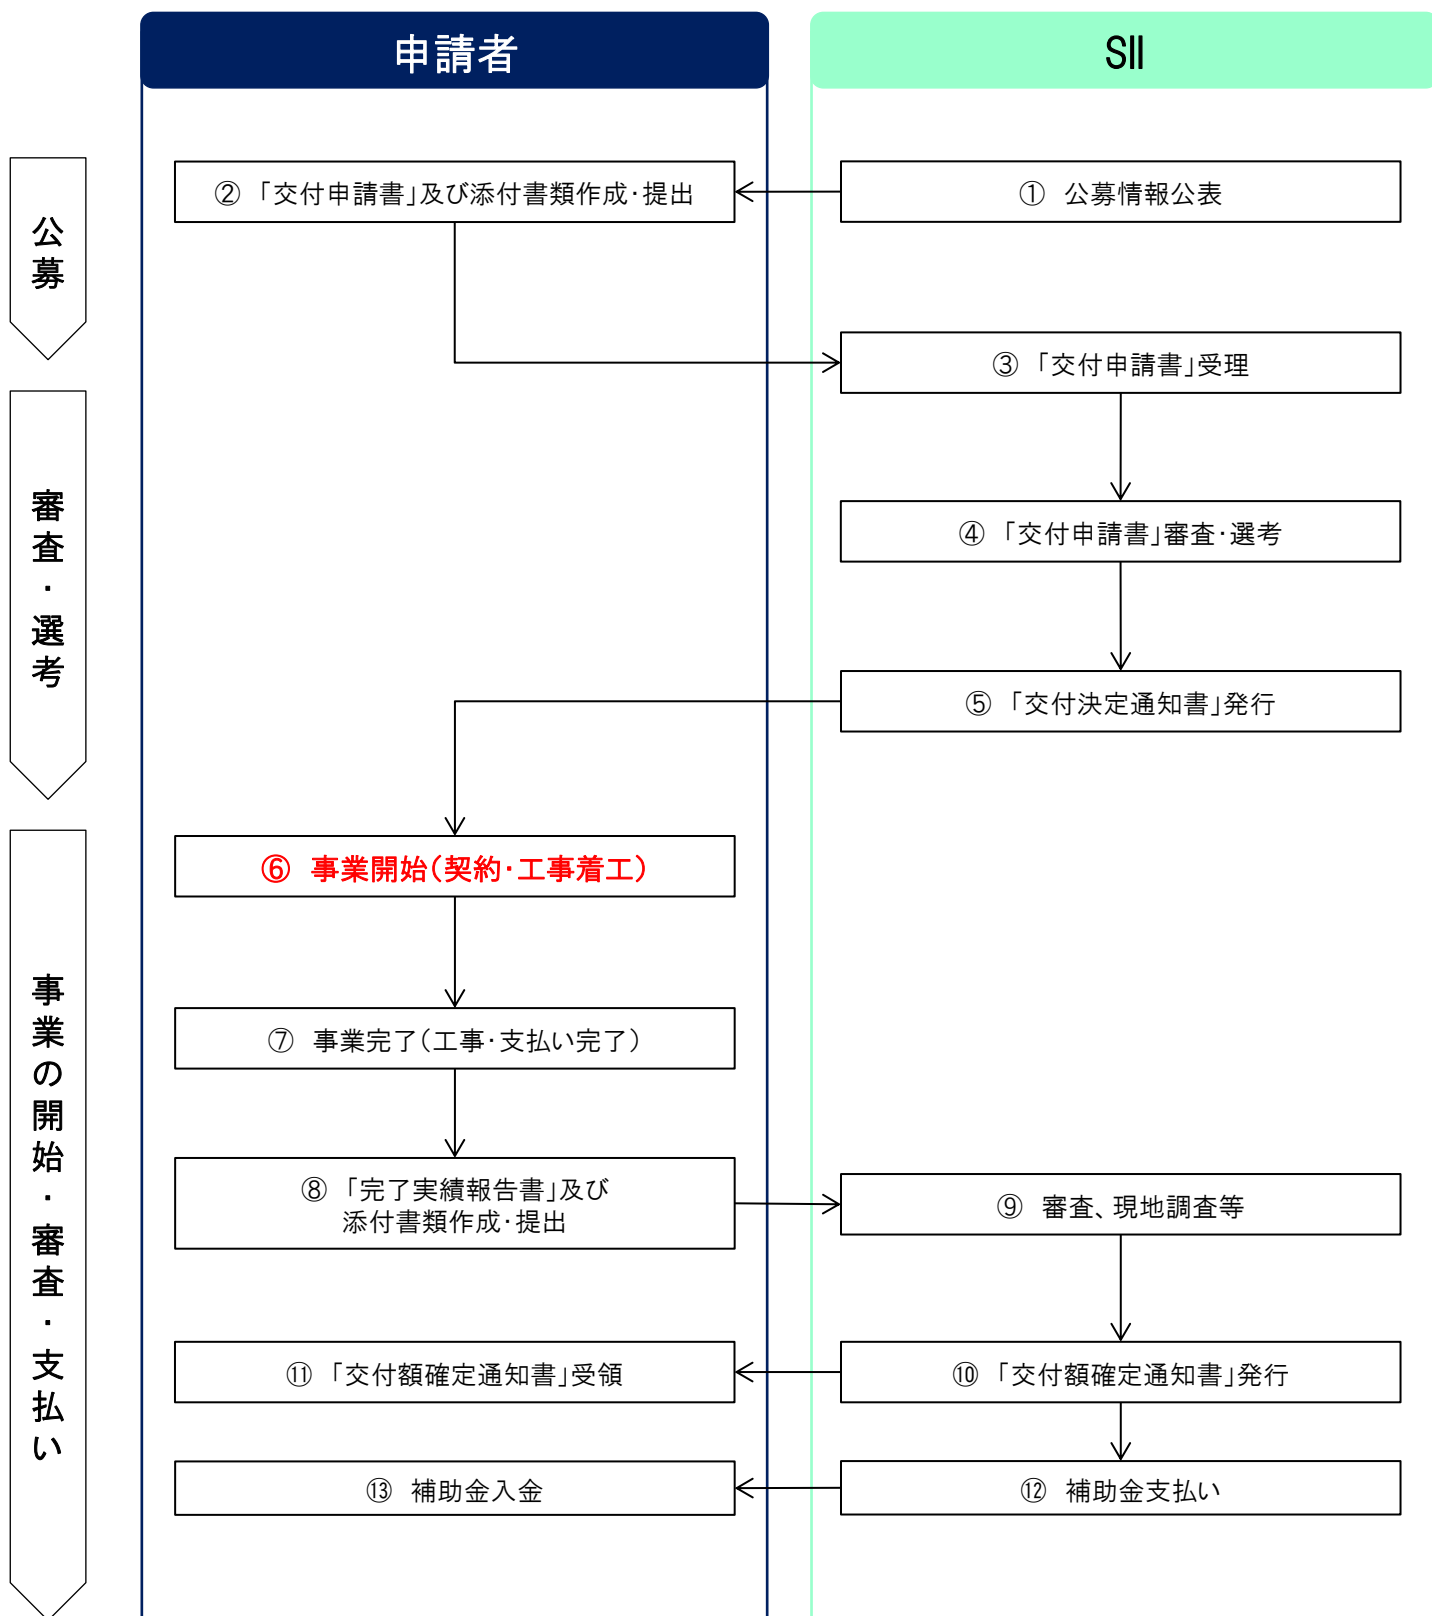 申請者
SII
公募
② 「交付申請書」及び添付書類作成・提出
① 公募情報公表
③ 「交付申請書」受理
審査・選考
④ 「交付申請書」審査・選考
⑤ 「交付決定通知書」発行
事業の開始・審査・支払い
⑥ 事業開始(契約・工事着工)
⑦ 事業完了(工事・支払い完了)
⑧ 「完了実績報告書」及び
添付書類作成・提出
⑨ 審査、現地調査等
⑪ 「交付額確定通知書」受領
⑩ 「交付額確定通知書」発行
⑬ 補助金入金
⑫ 補助金支払い